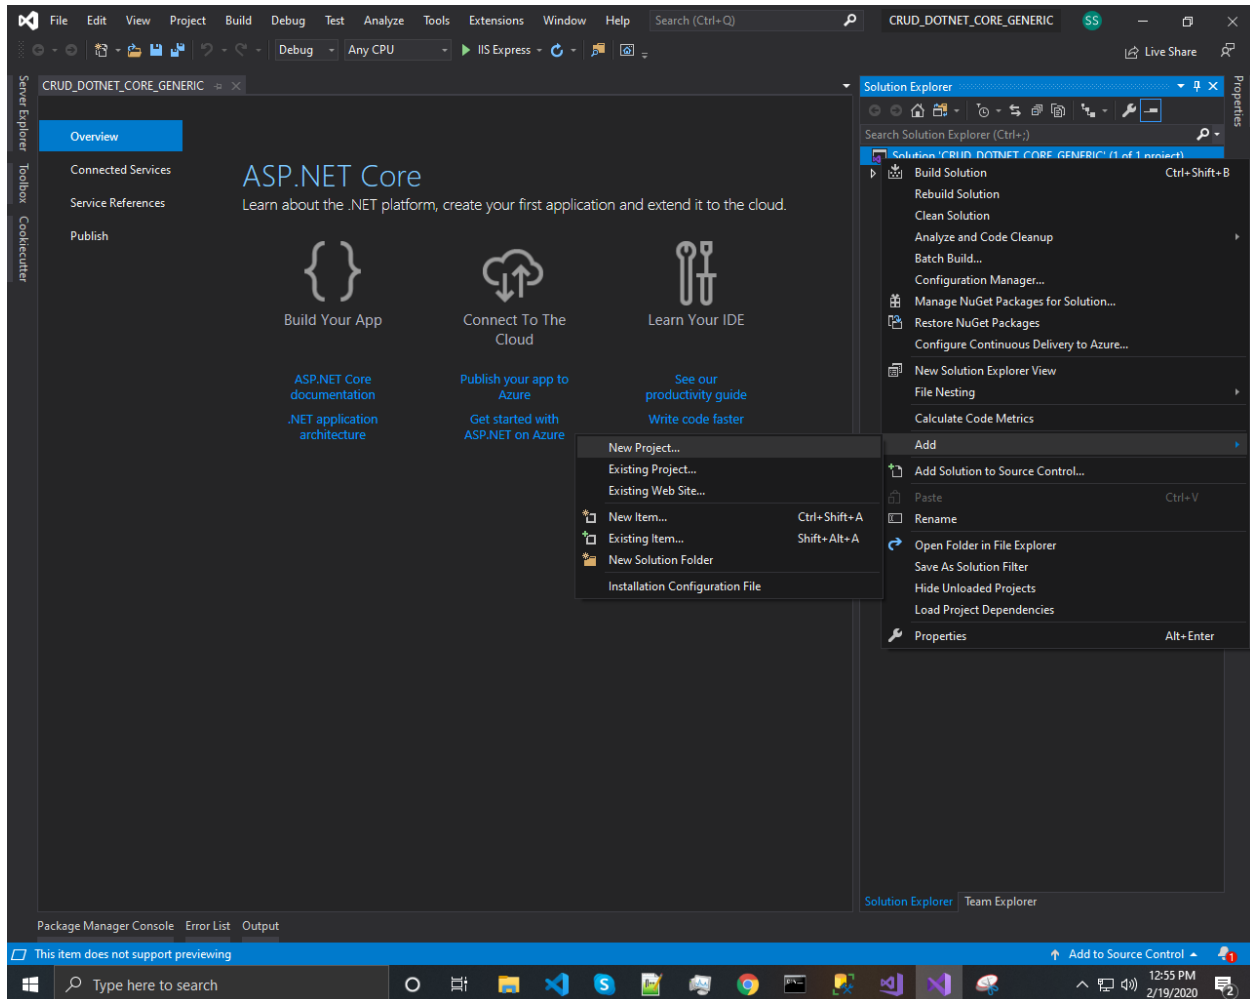 File Edit View Project Build Debug Test Analyze Tools Extensions Window Help Search (Ctrl+Q) CRUD_DOTNET_CORE_GENERIC SS
Debug Any CPU IIS Express Live Share
Server Explorer
Toolbox
Cookiecutter
CRUD_DOTNET_CORE_GENERIC
Overview
Connected Services
Service References
Publish
ASP.NET Core
Learn about the .NET platform, create your first application and extend it to the cloud.
Build Your App
Connect To The
Cloud
Learn Your IDE
ASP.NET Core
documentation
.NET application
architecture
Publish your app to
Azure
Get started with
ASP.NET on Azure
See our
productivity guide
Write code faster
Solution Explorer
Properties
Search Solution Explorer (Ctrl+;)
Solution 'CRUD_DOTNET_CORE_GENERIC' (1 of 1 project)
Build Solution Ctrl+Shift+B
Rebuild Solution
Clean Solution
Analyze and Code Cleanup
Batch Build...
Configuration Manager...
Manage NuGet Packages for Solution...
Restore NuGet Packages
Configure Continuous Delivery to Azure...
New Solution Explorer View
File Nesting
Calculate Code Metrics
Add
Add Solution to Source Control...
Paste Ctrl+V
Rename
Open Folder in File Explorer
Save As Solution Filter
Hide Unloaded Projects
Load Project Dependencies
Properties Alt+Enter
New Project...
Existing Project...
Existing Web Site...
New Item... Ctrl+Shift+A
Existing Item... Shift+Alt+A
New Solution Folder
Installation Configuration File
Solution Explorer Team Explorer
Package Manager Console Error List Output
This item does not support previewing Add to Source Control 1
Type here to search 12:55 PM
2/19/2020 2